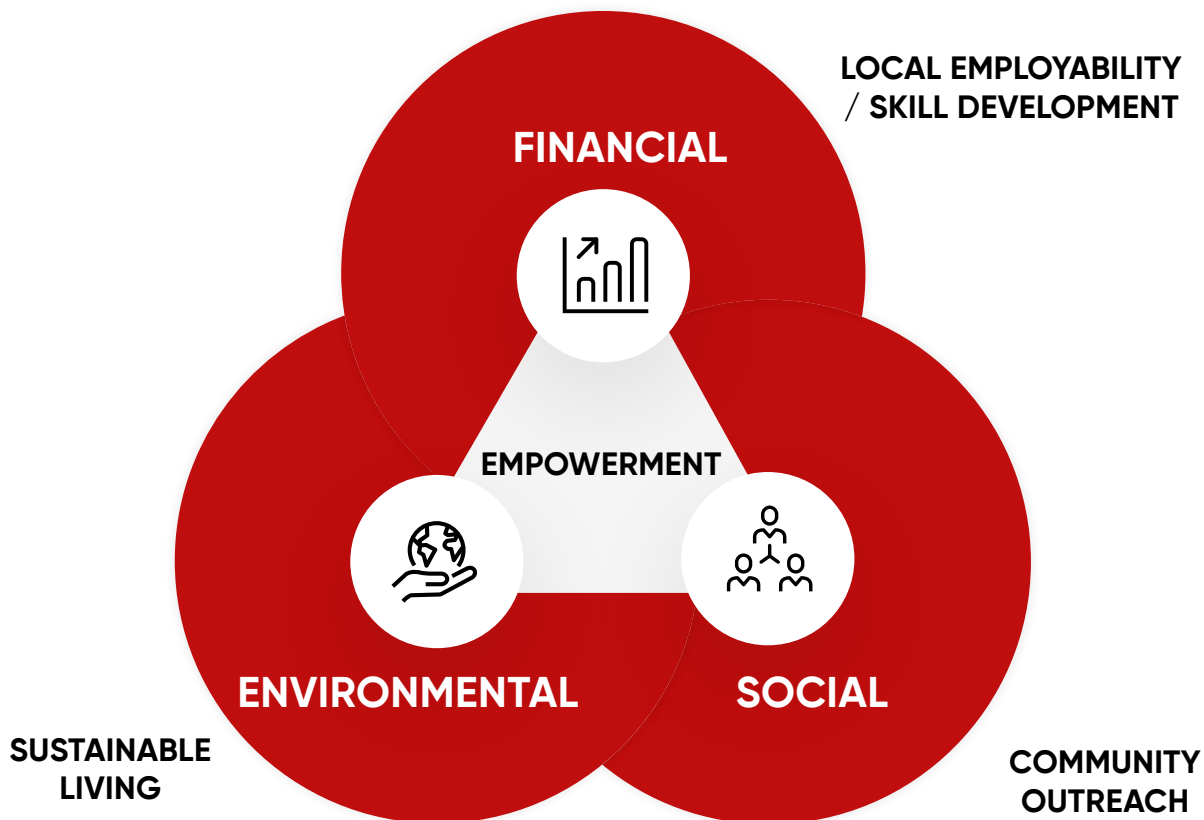 LOCAL EMPLOYABILITY
/ SKILL DEVELOPMENT
FINANCIAL
EMPOWERMENT
ENVIRONMENTAL
SOCIAL
SUSTAINABLE
LIVING
COMMUNITY
OUTREACH